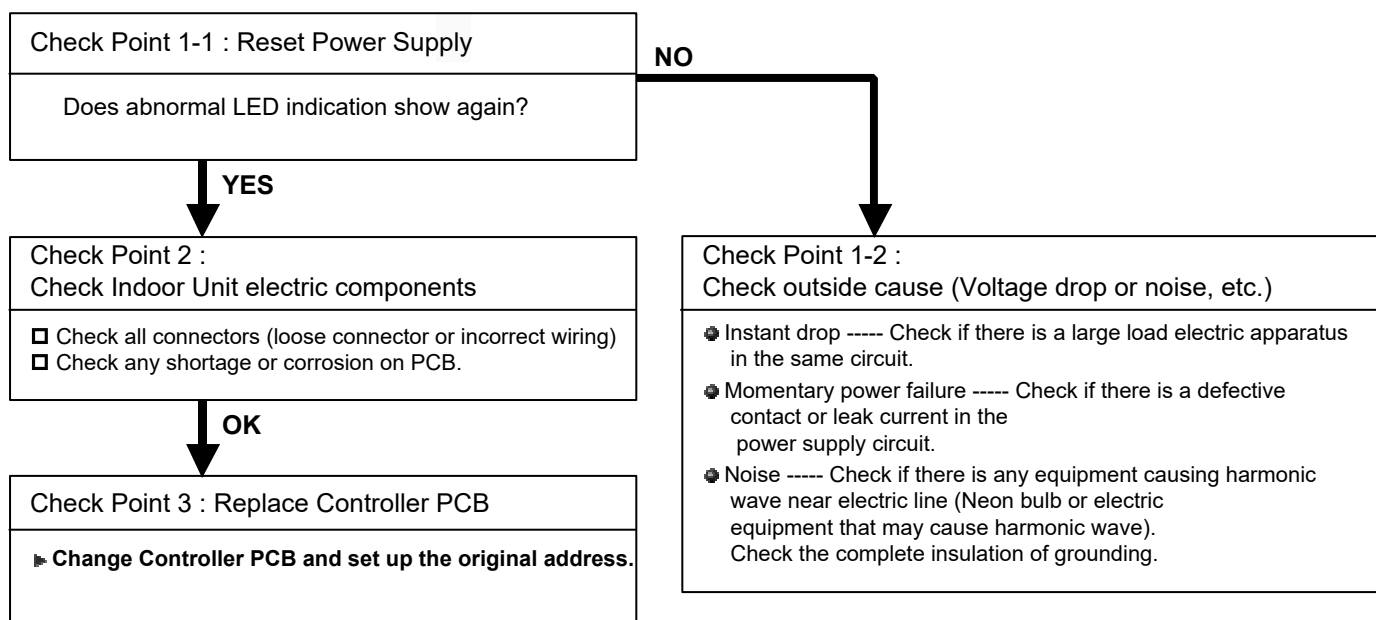 Check Point 1-1 : Reset Power Supply
Does abnormal LED indication show again?
NO
YES
Check Point 2 :
Check Indoor Unit electric components
Check all connectors (loose connector or incorrect wiring)
Check any shortage or corrosion on PCB.
OK
Check Point 3 : Replace Controller PCB
Change Controller PCB and set up the original address.
Check Point 1-2 :
Check outside cause (Voltage drop or noise, etc.)
Instant drop ----- Check if there is a large load electric apparatus
in the same circuit.
Momentary power failure ----- Check if there is a defective
contact or leak current in the
power supply circuit.
Noise ----- Check if there is any equipment causing harmonic
wave near electric line (Neon bulb or electric
equipment that may cause harmonic wave).
Check the complete insulation of grounding.